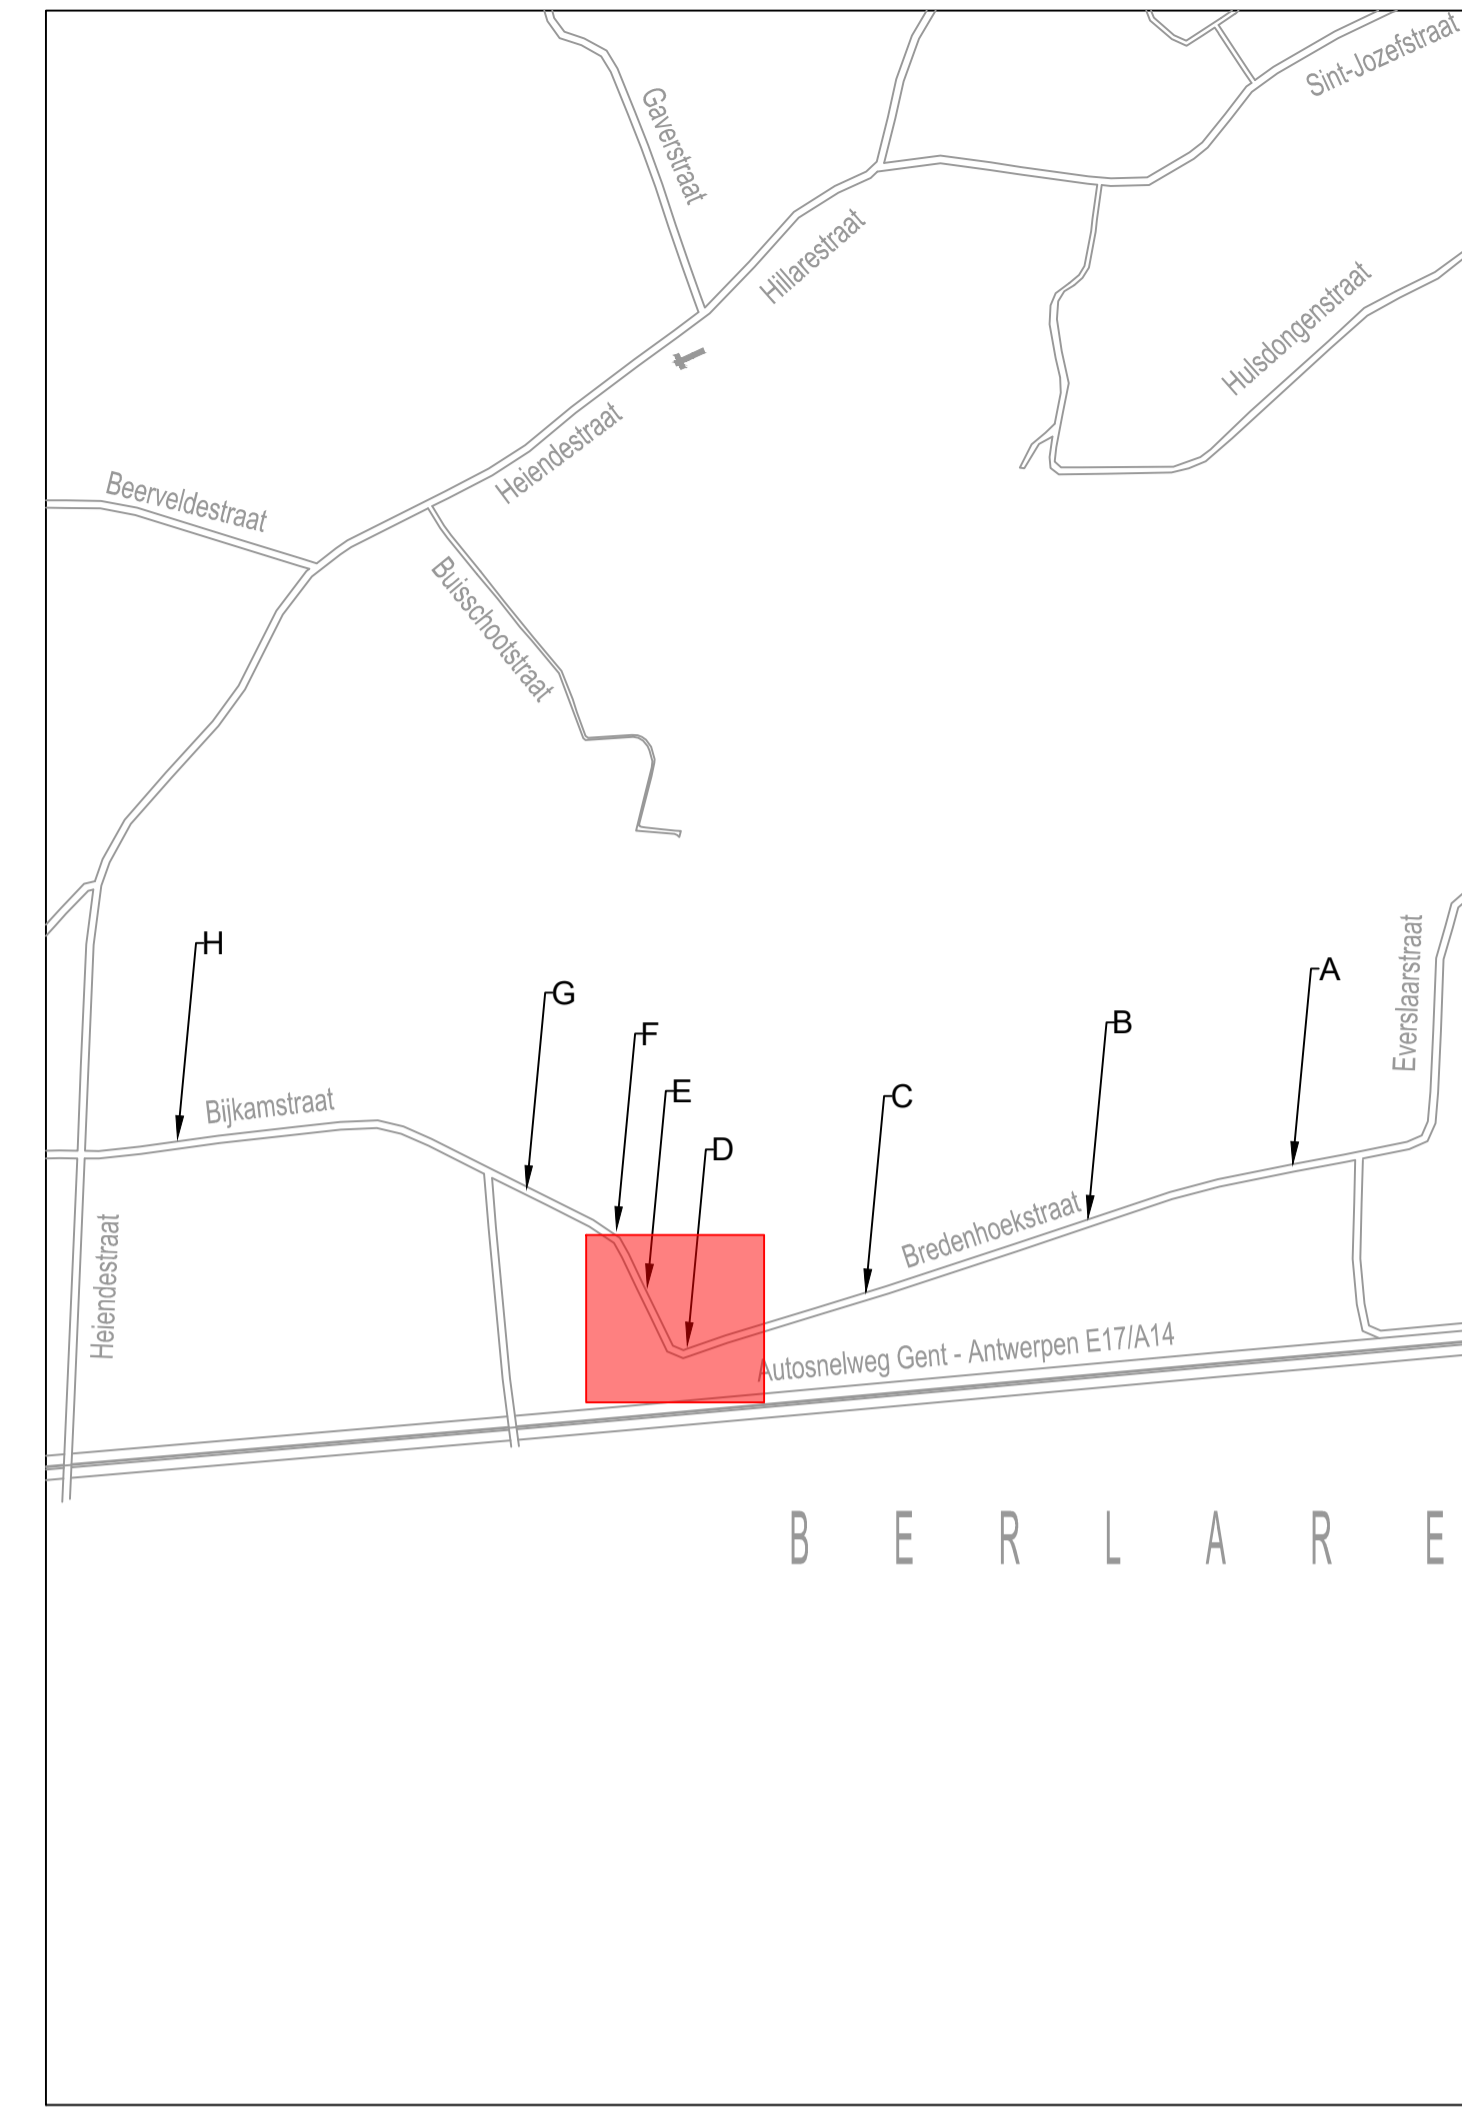 Sint-Jozefstraat
Gaverstraat
Hillarestraat
Hulsdongenstraat
Heiendestraat
Beerveldestraat
Buisschootstraat
H
G
F
E
D
C
B
A
Everslaarstraat
Bijkamstraat
Bredenhoekstraat
Heiendestraat
Autosnelweg Gent - Antwerpen E17/A14
B E R L A R E